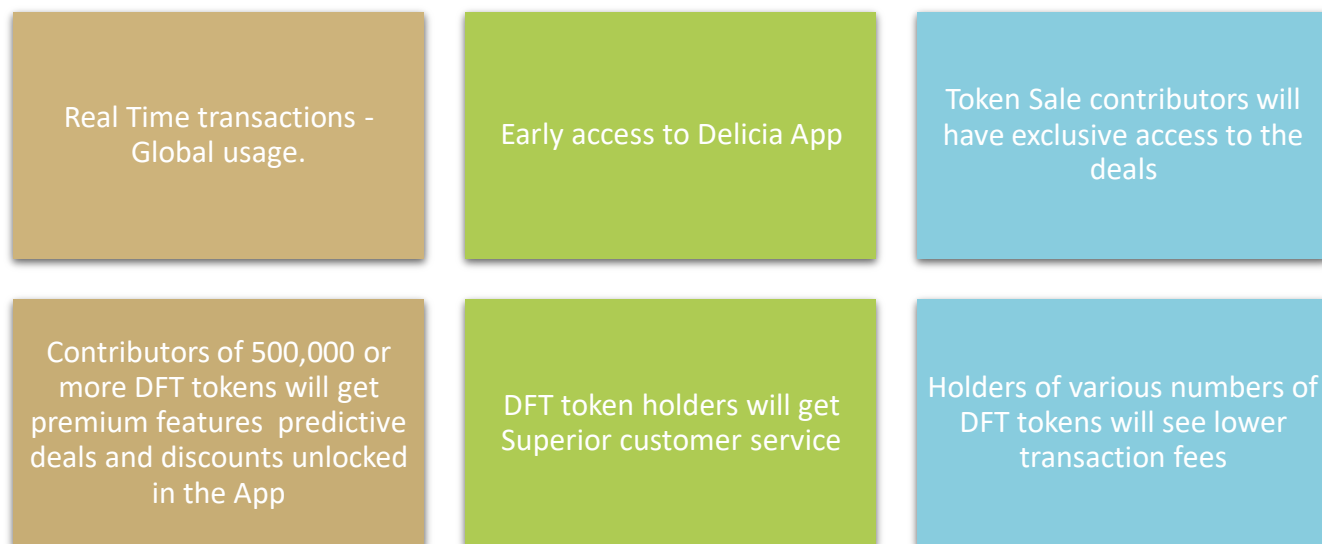 Real Time transactions -
Global usage.
Early access to Delicia App
Token Sale contributors will
have exclusive access to the
deals
Contributors of 500,000 or
more DFT tokens will get
premium features  predictive
deals and discounts unlocked
in the App
DFT token holders will get
Superior customer service
Holders of various numbers of
DFT tokens will see lower
transaction fees